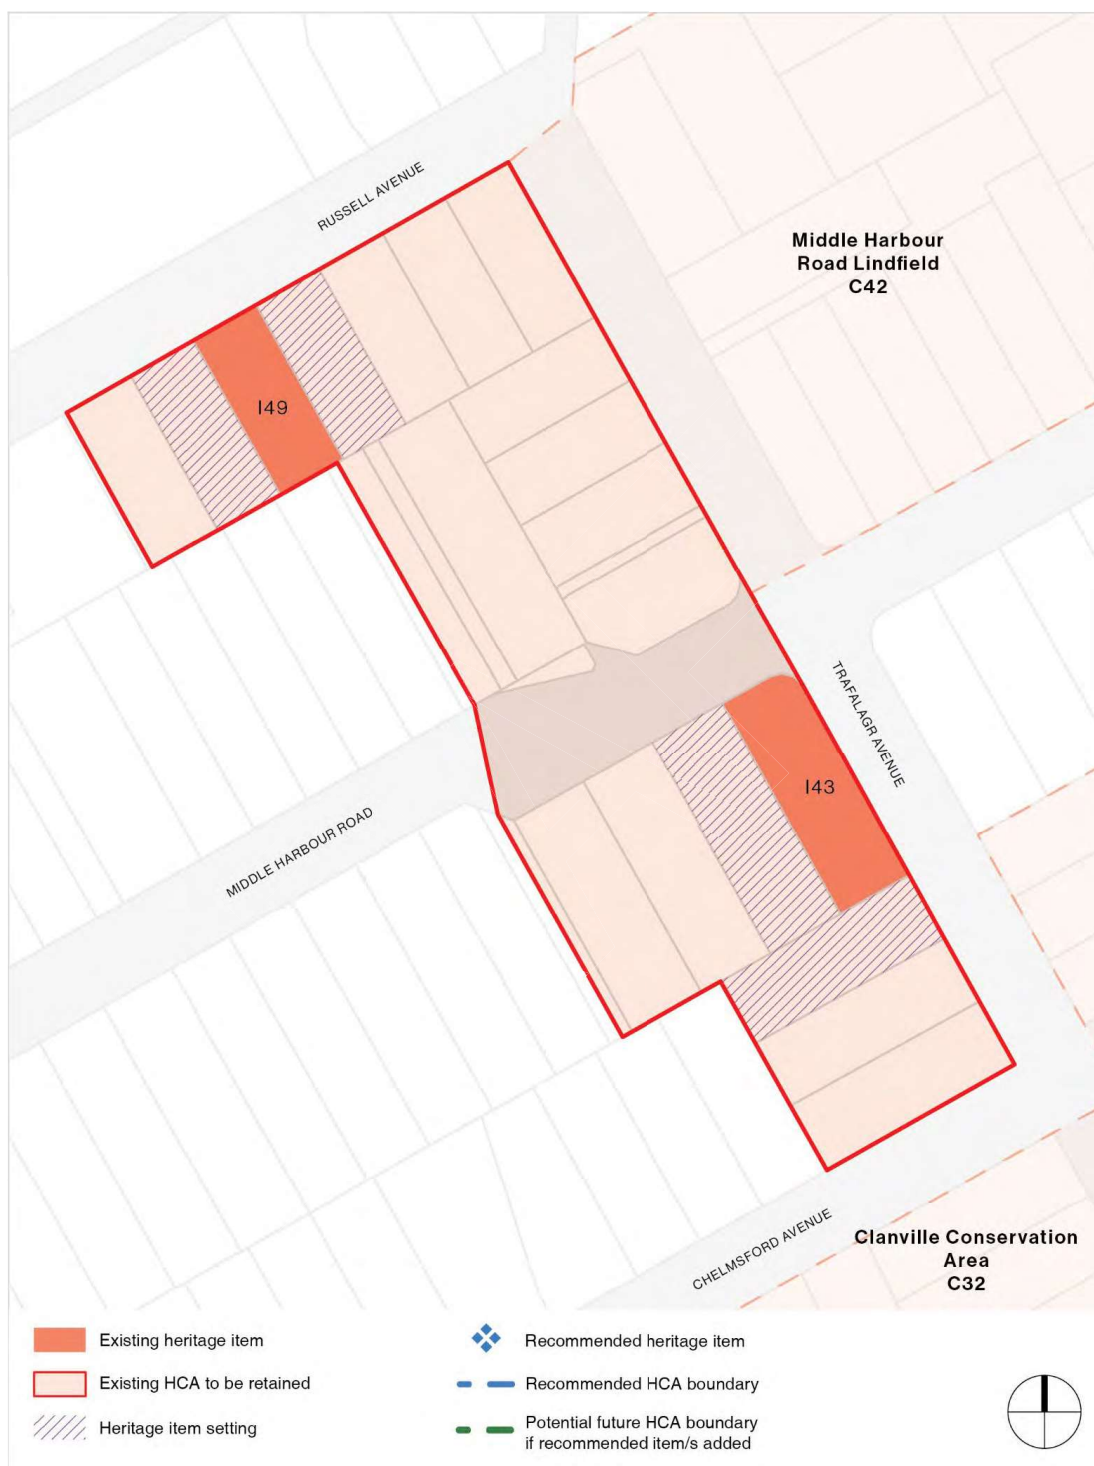 RUSSELL AVENUE
Middle Harbour
Road Lindfield
C42
I49
TRAFALAGR AVENUE
I43
MIDDLE HARBOUR ROAD
CHELMSFORD AVENUE
Clanville Conservation
Area
C32
Existing heritage item
Existing HCA to be retained
Heritage item setting
Recommended heritage item
Recommended HCA boundary
Potential future HCA boundary
if recommended item/s added